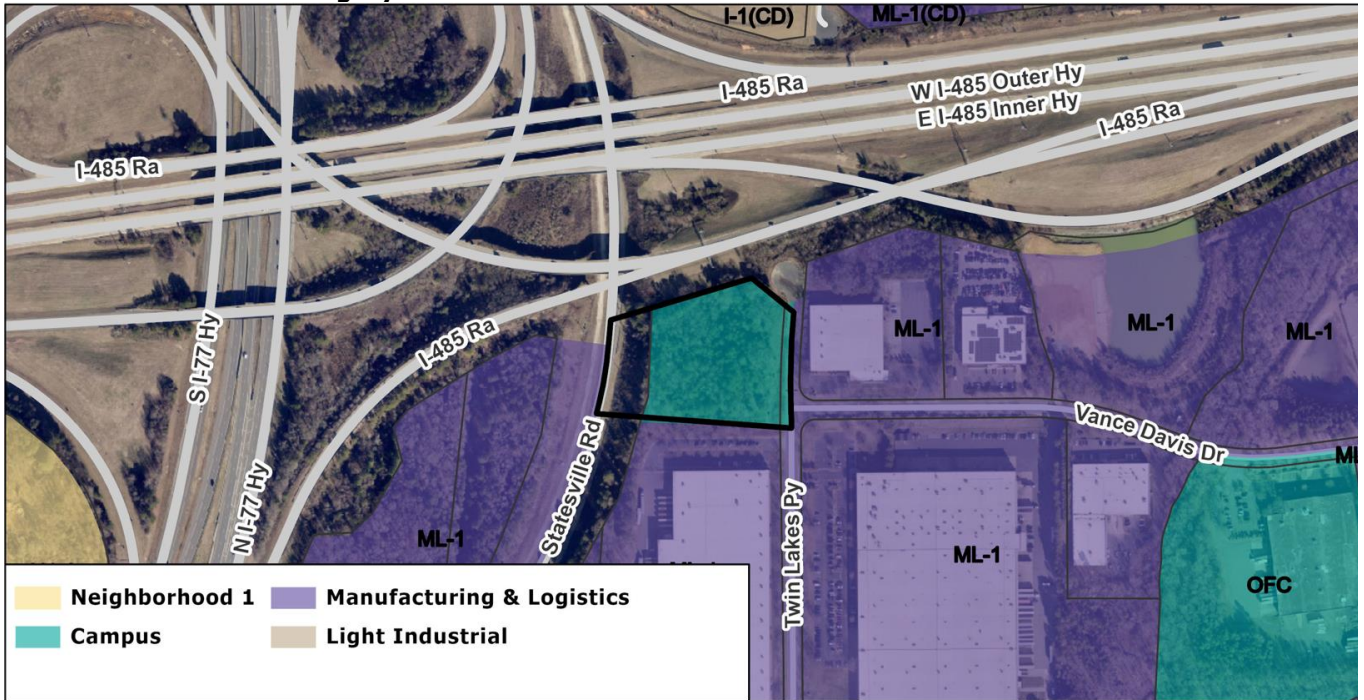 I-1(CD)
ML-1(CD)
I-485 Ra
W I-485 Outer Hy
E I-485 Inner Hy
I-485 Ra
I-485 Ra
S I-77 Hy
I-485 Ra
ML-1
ML-1
ML-1
N I-77 Hy
Statesville Rd
Vance Davis Dr
ML-1
ML-1
Twin Lakes Py
OFC
Neighborhood 1
Manufacturing & Logistics
Campus
Light Industrial